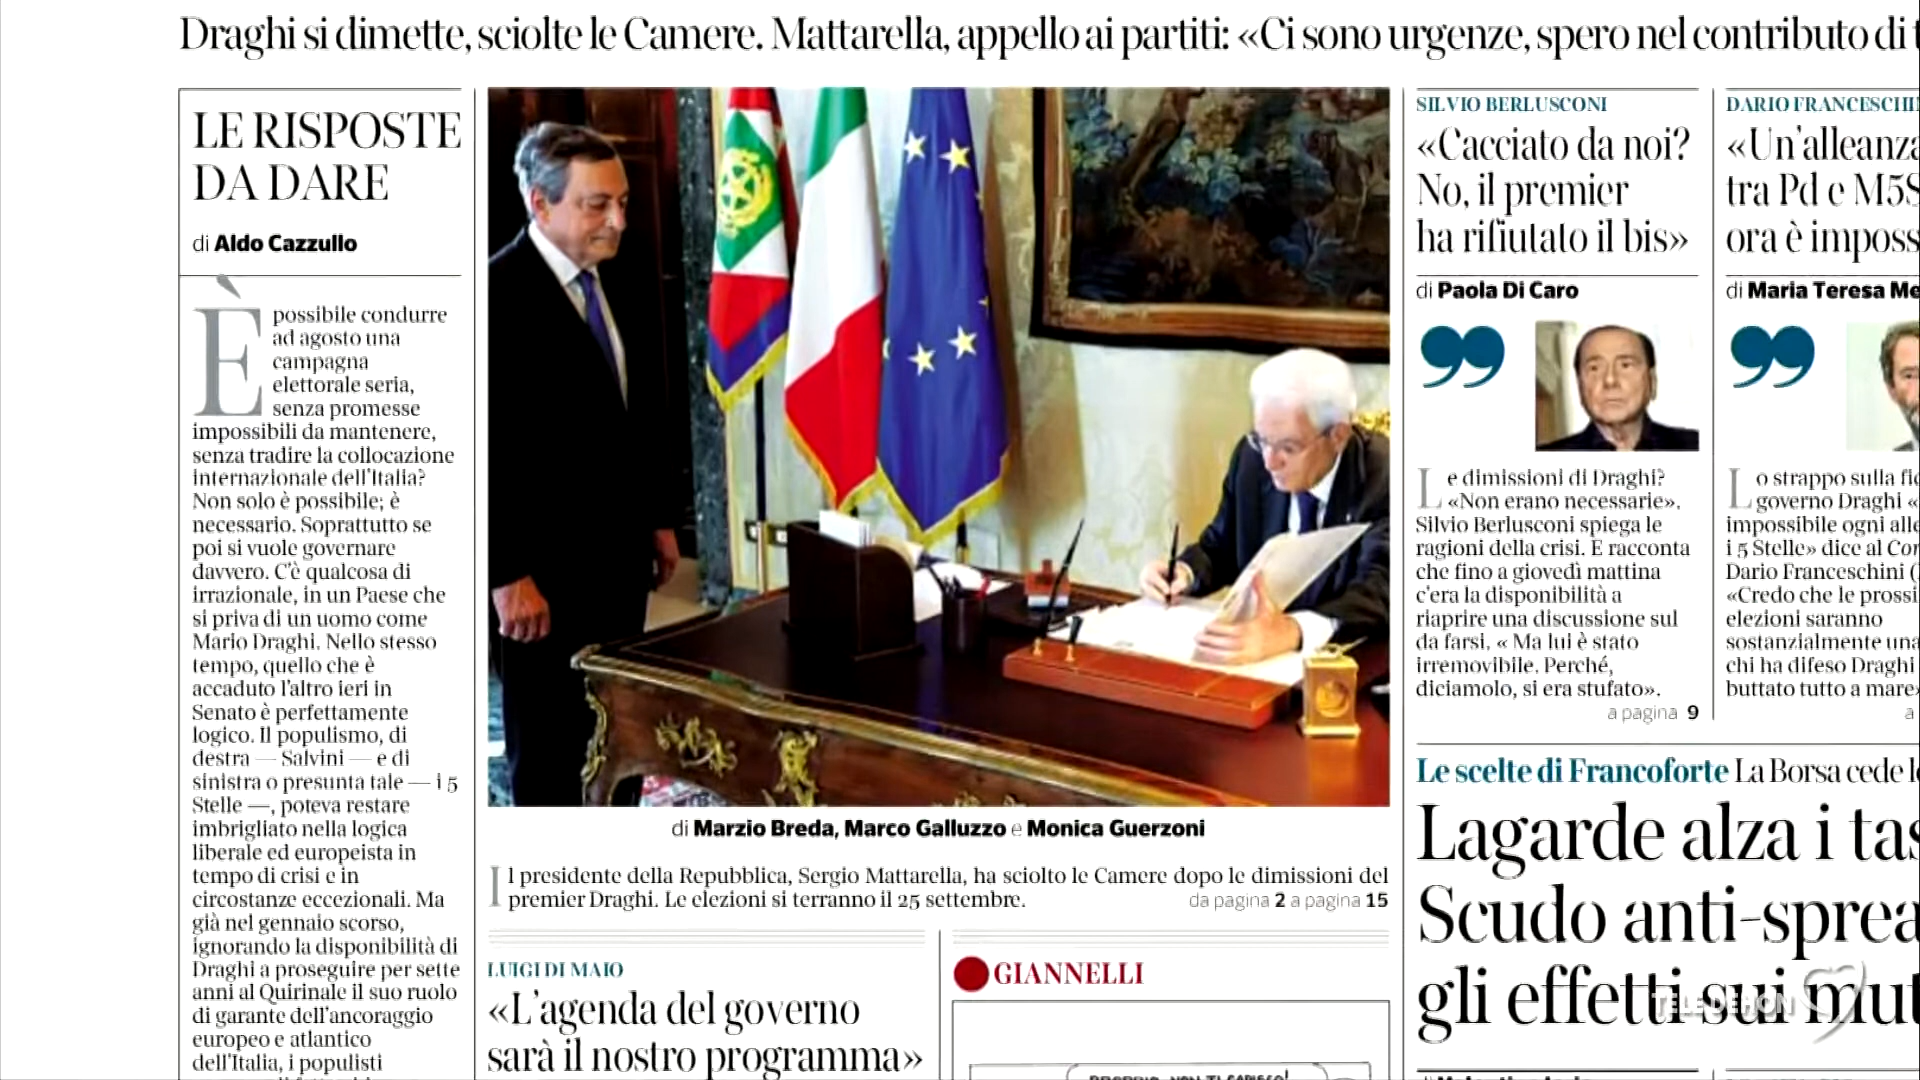 Draghi si dimette, sciolte le Camere. Mattarella, appello ai partiti: «Ci sono urgenze, spero nel contributo di t
LE RISPOSTE
DA DARE
di Aldo Cazzullo
È possibile condurre
ad agosto una
campagna
elettorale seria,
senza promesse
impossibili da mantenere,
senza tradire la collocazione
internazionale dell'Italia?
Non solo è possibile; è
necessario. Soprattutto se
poi si vuole governare
davvero. C'è qualcosa di
irrazionale, in un Paese che
si priva di un uomo come
Mario Draghi. Nello stesso
tempo, quello che è
accaduto l'altro ieri in
Senato è perfettamente
logico. Il populismo, di
destra — Salvini — e di
sinistra o presunta tale — i 5
Stelle —, poteva restare
imbrigliato nella logica
liberale ed europeista in
tempo di crisi e in
circostanze eccezionali. Ma
già nel gennaio scorso,
ignorando la disponibilità di
Draghi a proseguire per sette
anni al Quirinale il suo ruolo
di garante dell'ancoraggio
europeo e atlantico
dell'Italia, i populisti
di Marzio Breda, Marco Galluzzo e Monica Guerzoni
Il presidente della Repubblica, Sergio Mattarella, ha sciolto le Camere dopo le dimissioni del
premier Draghi. Le elezioni si terranno il 25 settembre. da pagina 2 a pagina 15
LUIGI DI MAIO
«L'agenda del governo
sarà il nostro programma»
GIANNELLI
SILVIO BERLUSCONI
«Cacciato da noi?
No, il premier
ha rifiutato il bis»
di Paola Di Caro
Le dimissioni di Draghi?
«Non erano necessarie».
Silvio Berlusconi spiega le
ragioni della crisi. E racconta
che fino a giovedì mattina
c'era la disponibilità a
riaprire una discussione sul
da farsi. « Ma lui è stato
irremovibile. Perché,
diciamolo, si era stufato».
a pagina 9
DARIO FRANCESCHI
«Un'alleanza
tra Pd e M5S
ora è imposs
di Maria Teresa Me
Lo strappo sulla fid
governo Draghi «
impossibile ogni alle
i 5 Stelle» dice al Cor
Dario Franceschini (
«Credo che le prossi
elezioni saranno
sostanzialmente una
chi ha difeso Draghi
buttato tutto a mare»
a
Le scelte di Francoforte La Borsa cede l
Lagarde alza i tas
Scudo anti-sprea
gli effetti sui mut
TELE DEHON